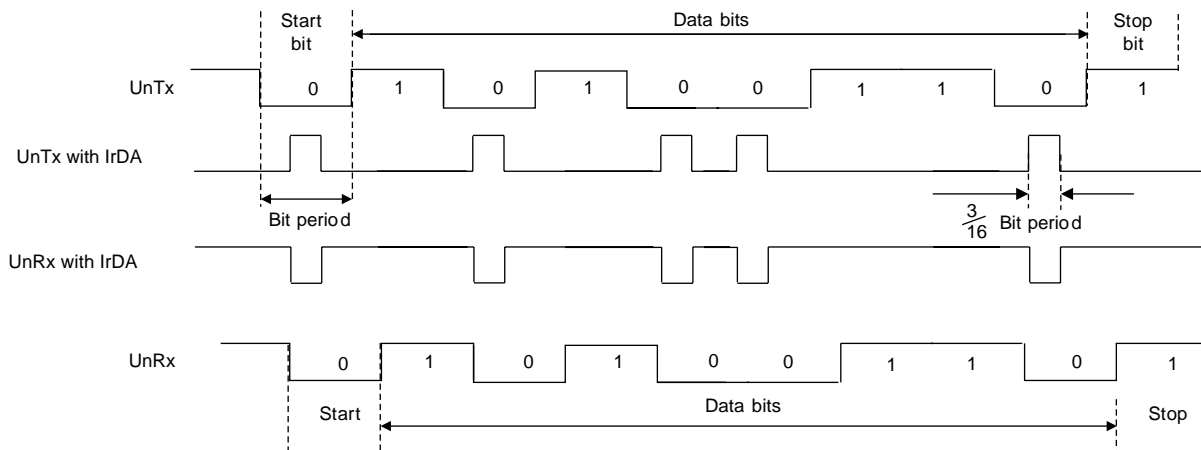 Start bit
Data bits
Stop bit
UnTx
0 1 0 1 0 0 1 1 0 1
UnTx with IrDA
Bit period
3/16 Bit period
UnRx with IrDA
UnRx
0 1 0 1 0 0 1 1 0 1
Start
Data bits
Stop